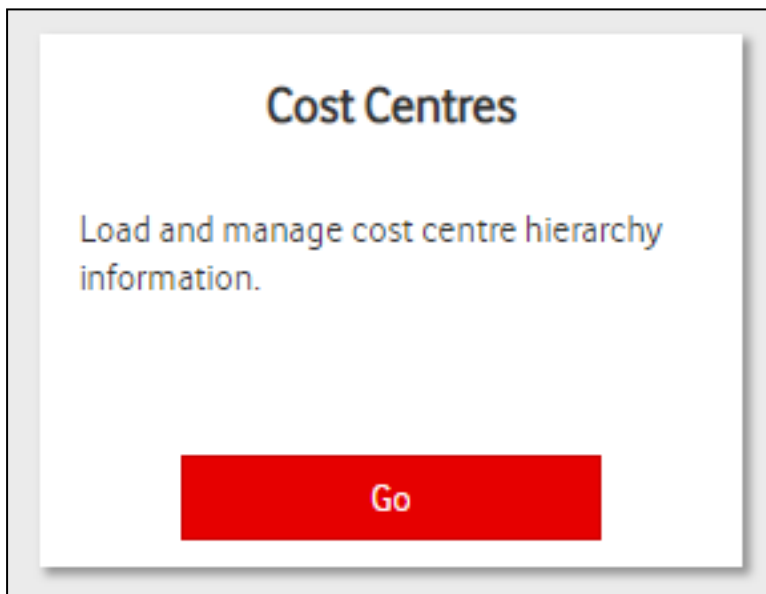 Cost Centres
Load and manage cost centre hierarchy
information.
Go